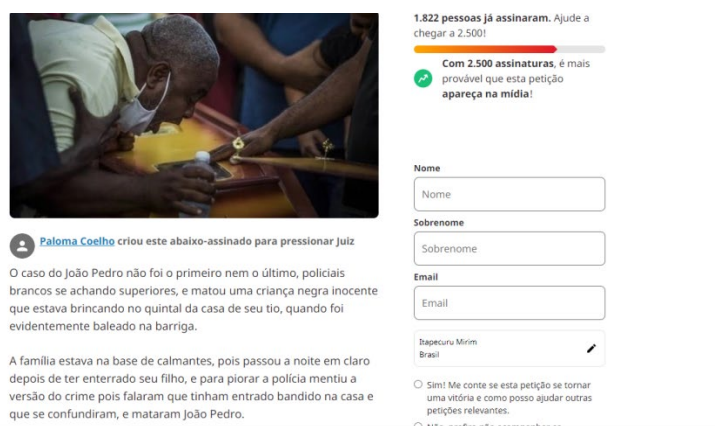 1.822 pessoas já assinaram. Ajude a
chegar a 2.500!
Com 2.500 assinaturas, é mais
provável que esta petição
apareça na mídia!
Nome
Nome
Sobrenome
Sobrenome
Email
Email
Itapecuru Mirim
Brasil
Sim! Me conte se esta petição se tornar
uma vitória e como posso ajudar outras
petições relevantes.
Paloma Coelho criou este abaixo-assinado para pressionar Juiz
O caso do João Pedro não foi o primeiro nem o último, policiais
brancos se achando superiores, e matou uma criança negra inocente
que estava brincando no quintal da casa de seu tio, quando foi
evidentemente baleado na barriga.
A família estava na base de calmantes, pois passou a noite em claro
depois de ter enterrado seu filho, e para piorar a polícia mentiu a
versão do crime pois falaram que tinham entrado bandido na casa e
que se confundiram, e mataram João Pedro.